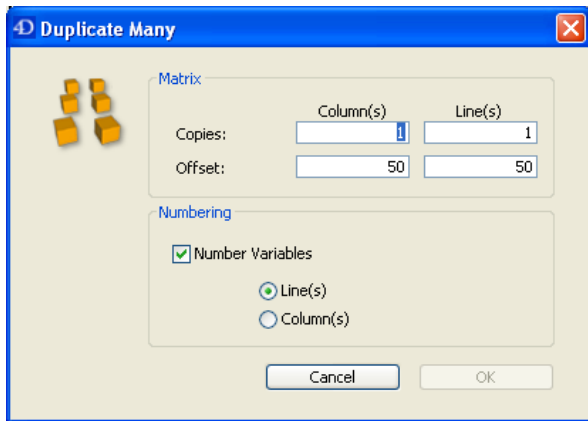 4D Duplicate Many
Matrix
Column(s) Line(s)
Copies: 1 1
Offset: 50 50
Numbering
Number Variables
Line(s)
Column(s)
Cancel OK